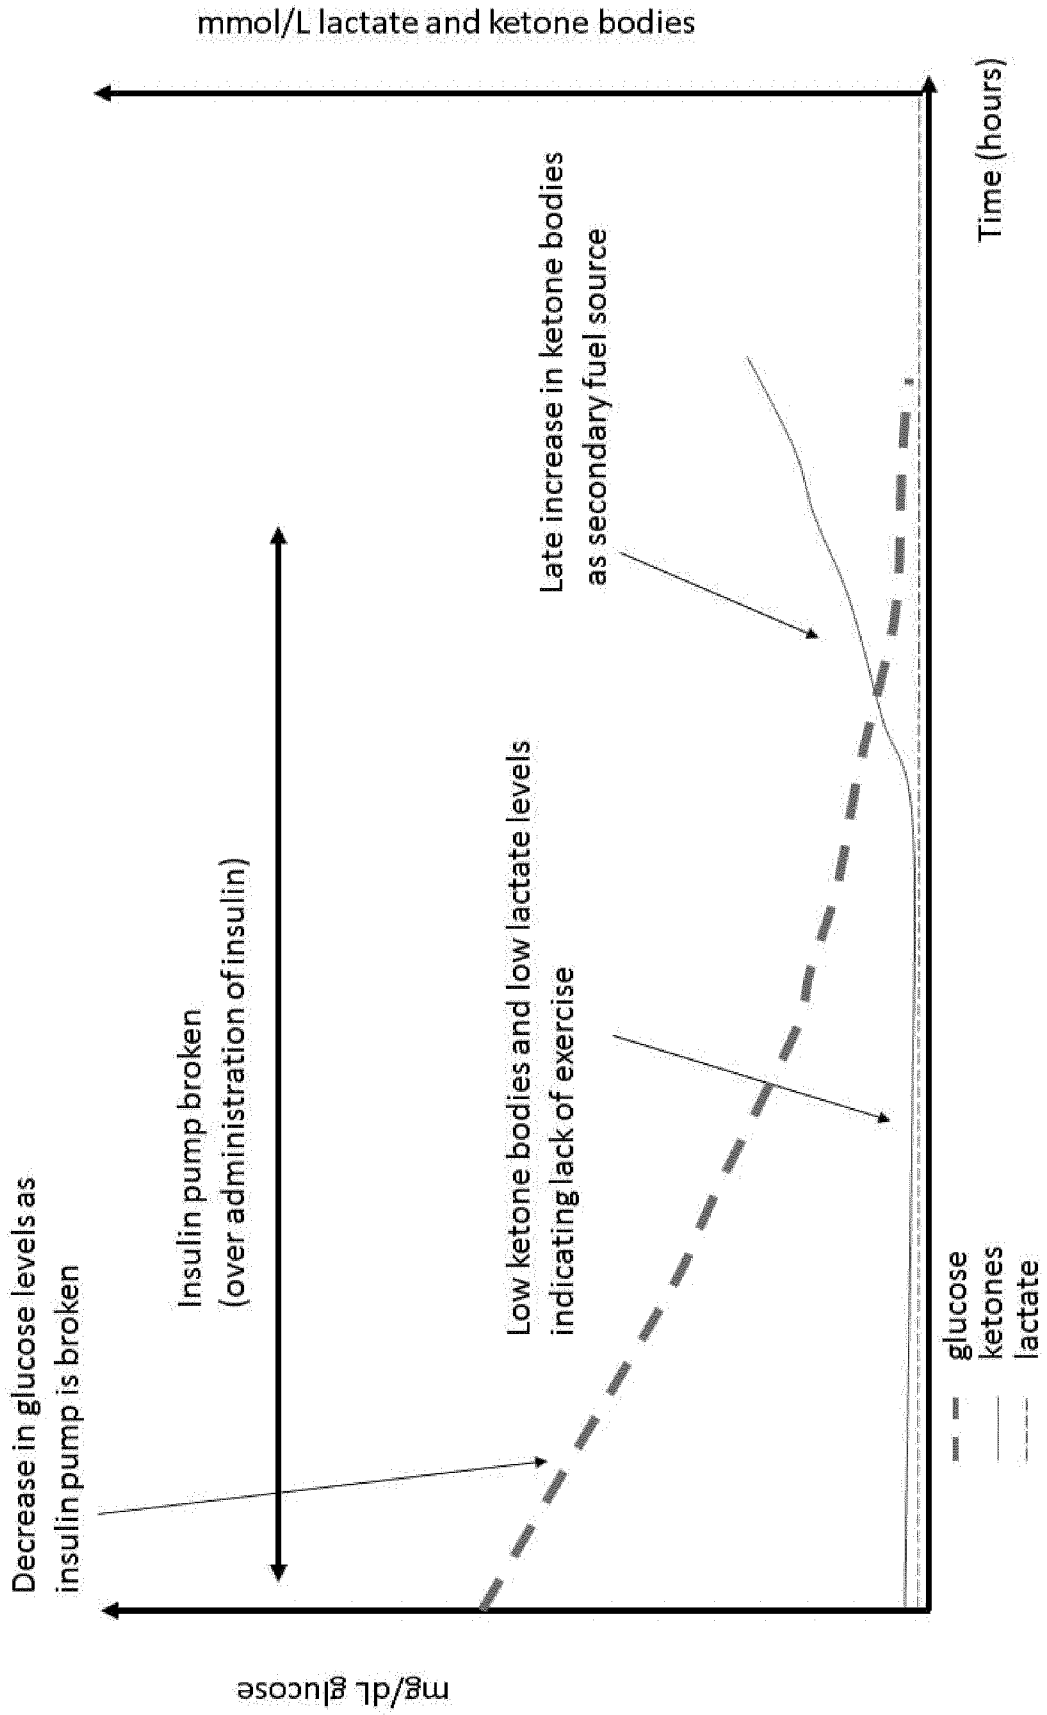 Decrease in glucose levels as
insulin pump is broken
Insulin pump broken
(over administration of insulin)
Low ketone bodies and low lactate levels
indicating lack of exercise
Late increase in ketone bodies
as secondary fuel source
mg/dL glucose
mmol/L lactate and ketone bodies
Time (hours)
glucose
ketones
lactate